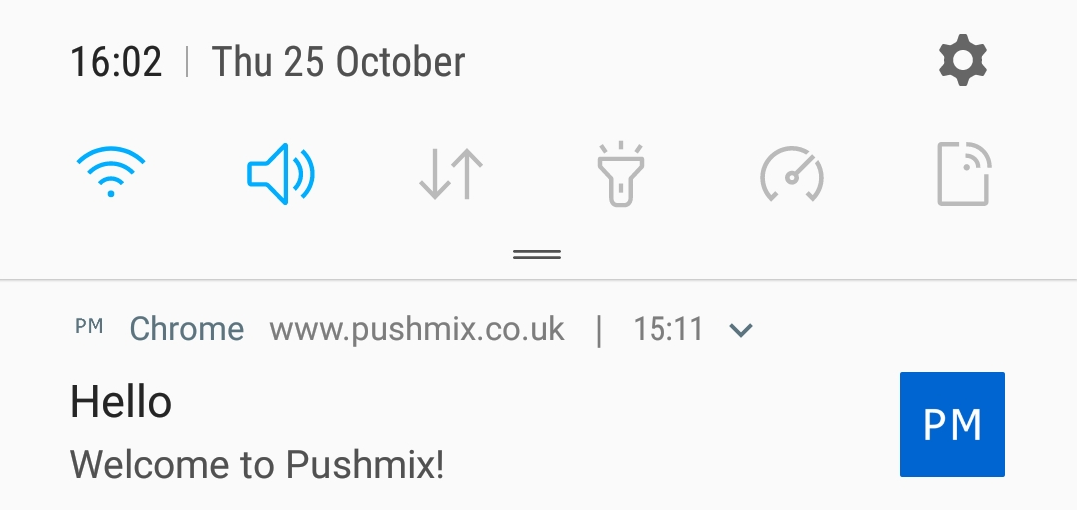 16:02 | Thu 25 October
PM Chrome www.pushmix.co.uk | 15:11
Hello
PM
Welcome to Pushmix!